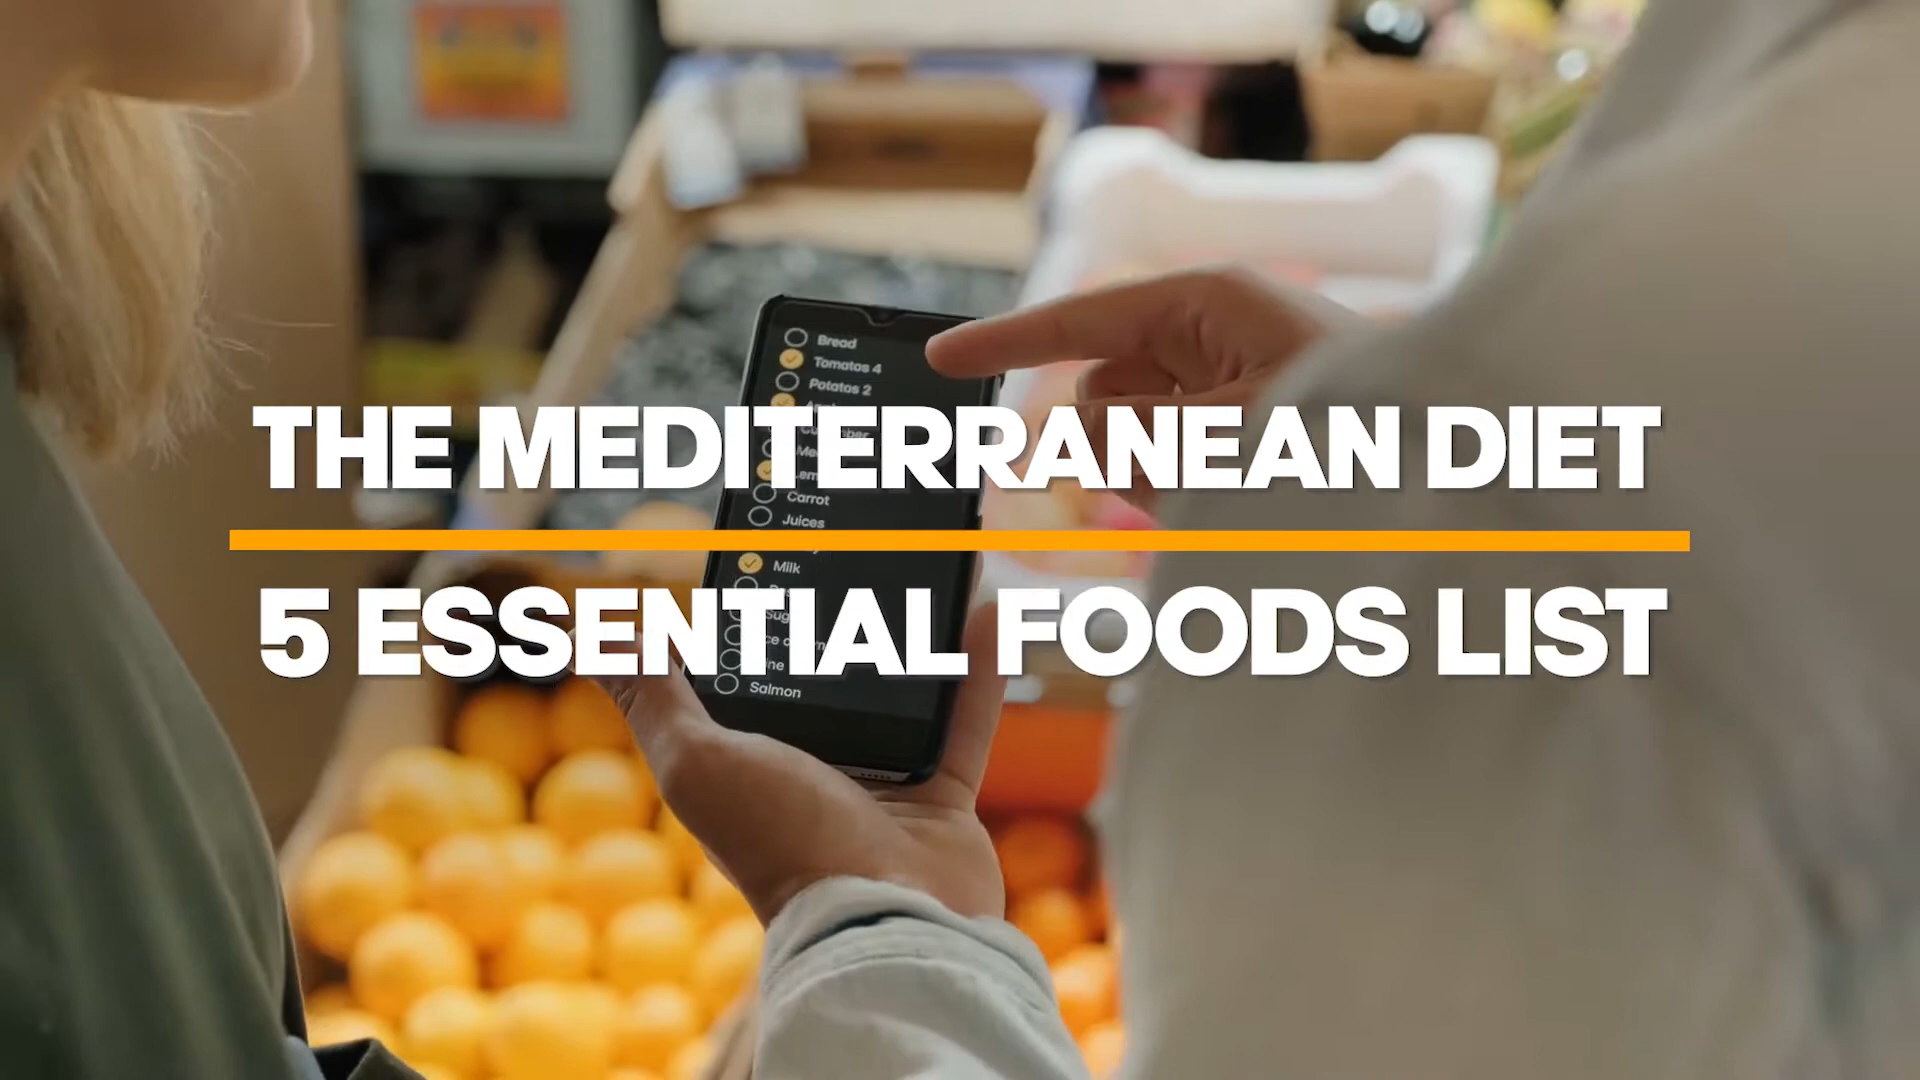 Bread
Tomatos 4
Potatos 2
THE MEDITERRANEAN DIET
Carrot
Juices
Milk
5 ESSENTIAL FOODS LIST
Salmon